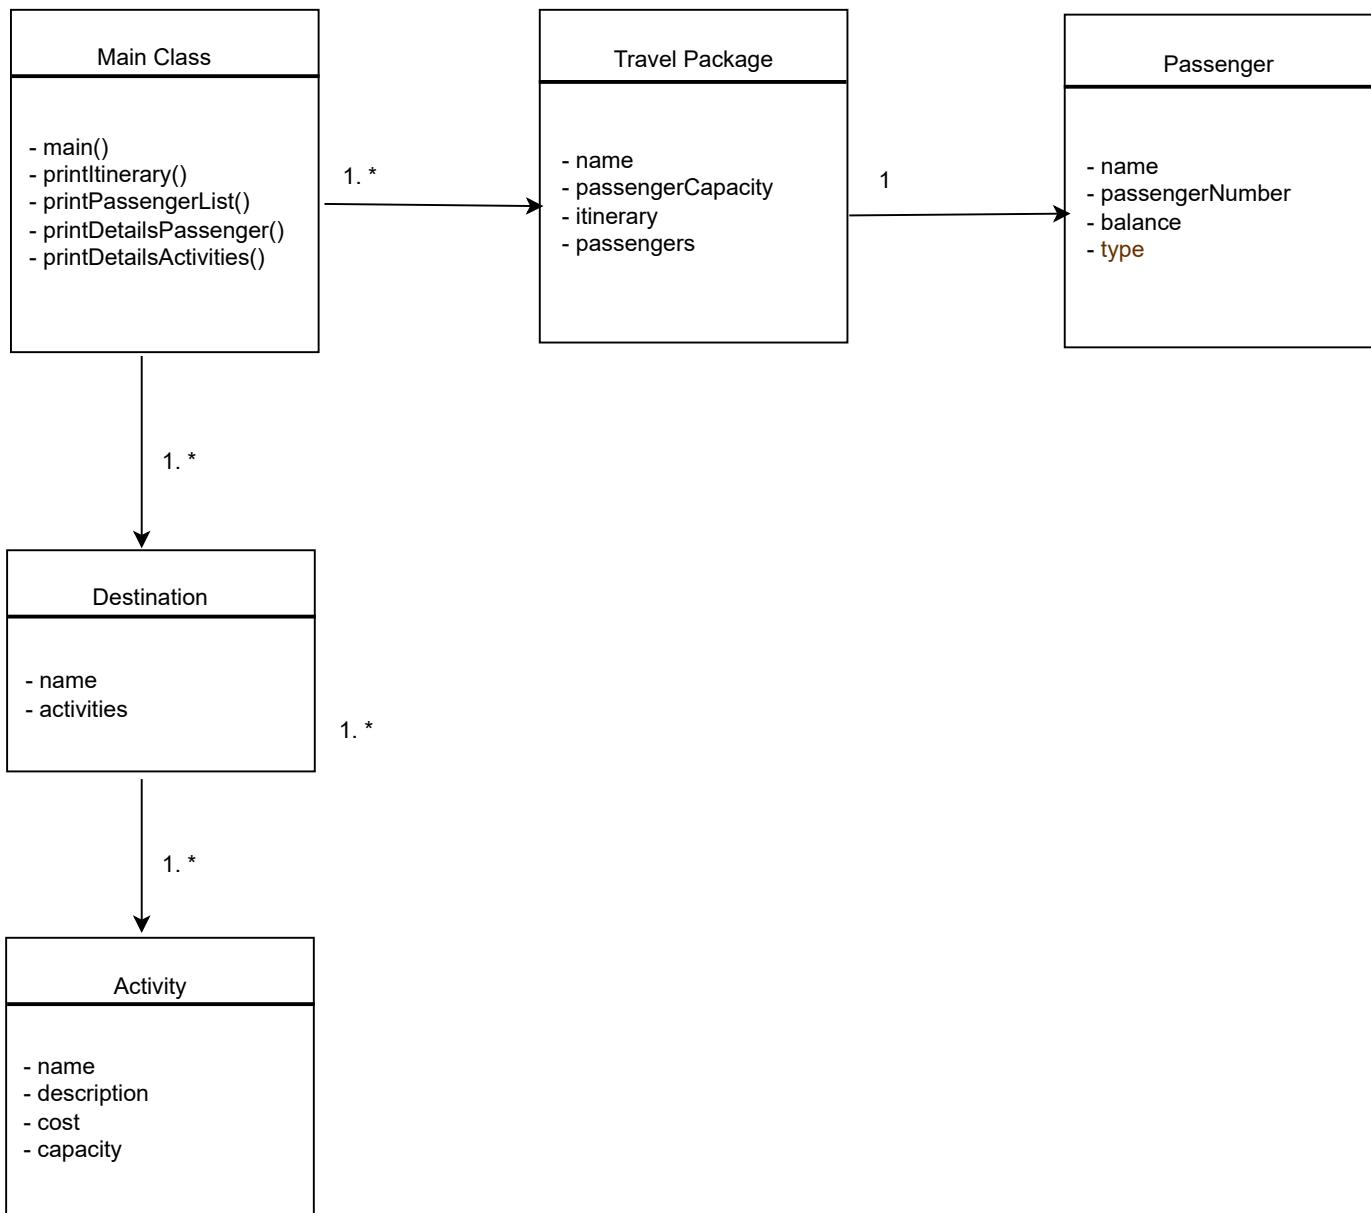 Main Class
- main()
- printItinerary()
- printPassengerList()
- printDetailsPassenger()
- printDetailsActivities()
1. *
Travel Package
- name
- passengerCapacity
- itinerary
- passengers
1
Passenger
- name
- passengerNumber
- balance
- type
1. *
Destination
- name
- activities
1. *
1. *
Activity
- name
- description
- cost
- capacity